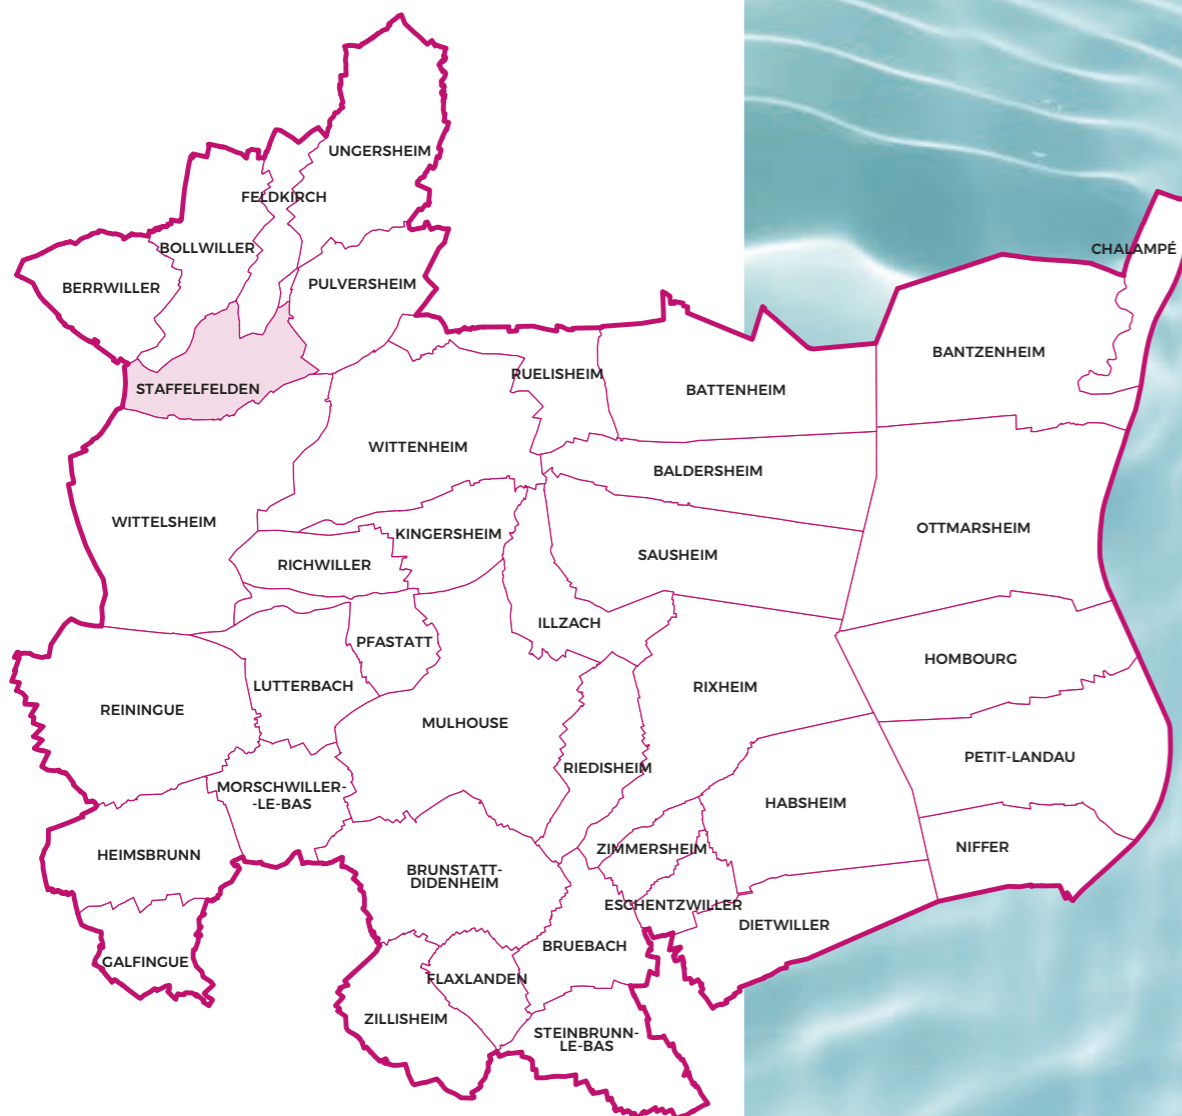 UNGERSHEIM
FELDKIRCH
BOLLWILLER
CHALAMPÉ
BERRWILLER
PULVERSHEIM
BANTZENHEIM
RUELISHEIM
STAFFELFELDEN
BATTENHEIM
WITTENHEIM
BALDERSHEIM
WITTELSHEIM
OTTMARSHEIM
KINGERSHEIM
SAUSHEIM
RICHWILLER
ILLZACH
PFASTATT
HOMBOURG
LUTTERBACH
RIXHEIM
REININGUE
MULHOUSE
PETIT-LANDAU
RIEDISHEIM
MORSCHWILLER-
-LE-BAS
HABSHEIM
ZIMMERSHEIM
NIFFER
HEIMSBRUNN
BRUNSTATT-
DIDENHEIM
ESCHENTZWILLER
DIETWILLER
BRUEBACH
GALFINGUE
FLAXLANDEN
ZILLISHEIM
STEINBRUNN-
LE-BAS